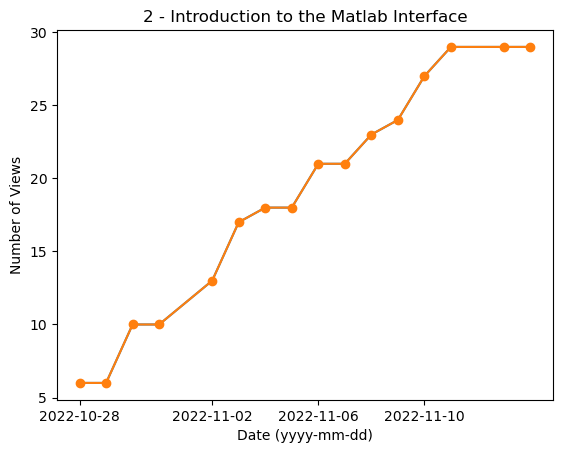 2 - Introduction to the Matlab Interface
30
25
20
15
10
5
Number of Views
2022-10-28 2022-11-02 2022-11-06 2022-11-10
Date (yyyy-mm-dd)